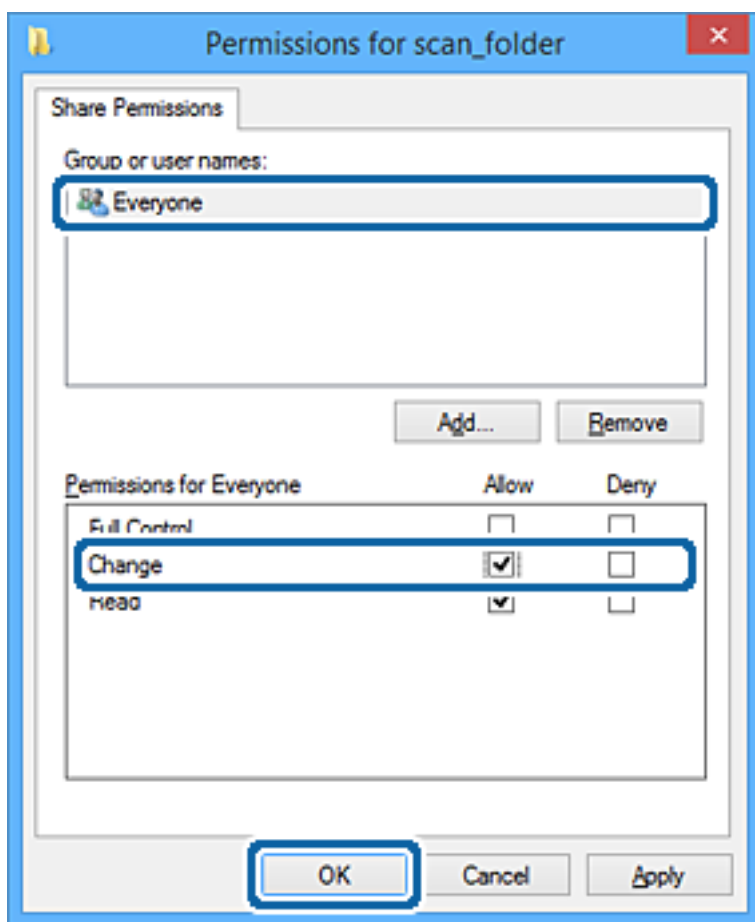 Permissions for scan_folder
Share Permissions
Group or user names:
Everyone
Add... Remove
Permissions for Everyone Allow Deny
Full Control
Change
Read
OK Cancel Apply